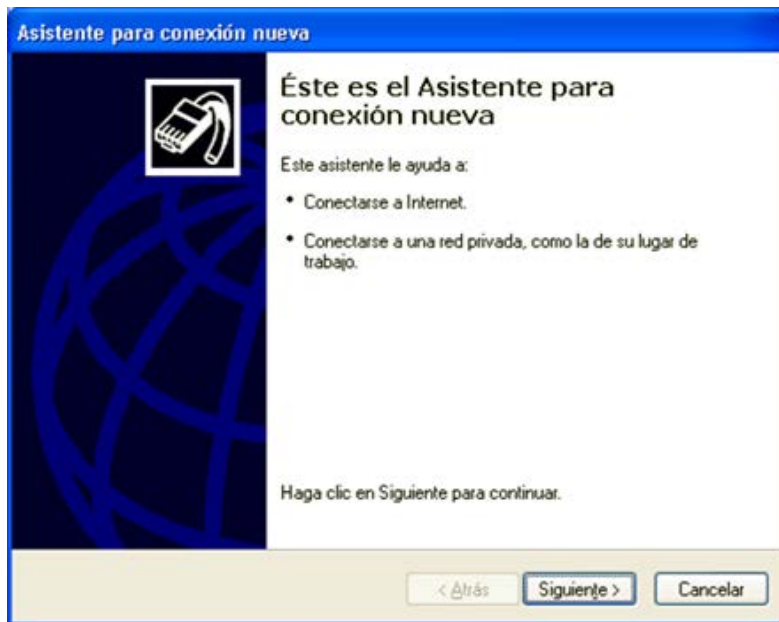 Asistente para conexión nueva
Éste es el Asistente para
conexión nueva
Este asistente le ayuda a:
• Conectarse a Internet.
• Conectarse a una red privada, como la de su lugar de
trabajo.
Haga clic en Siguiente para continuar.
< Atrás
Siguiente >
Cancelar